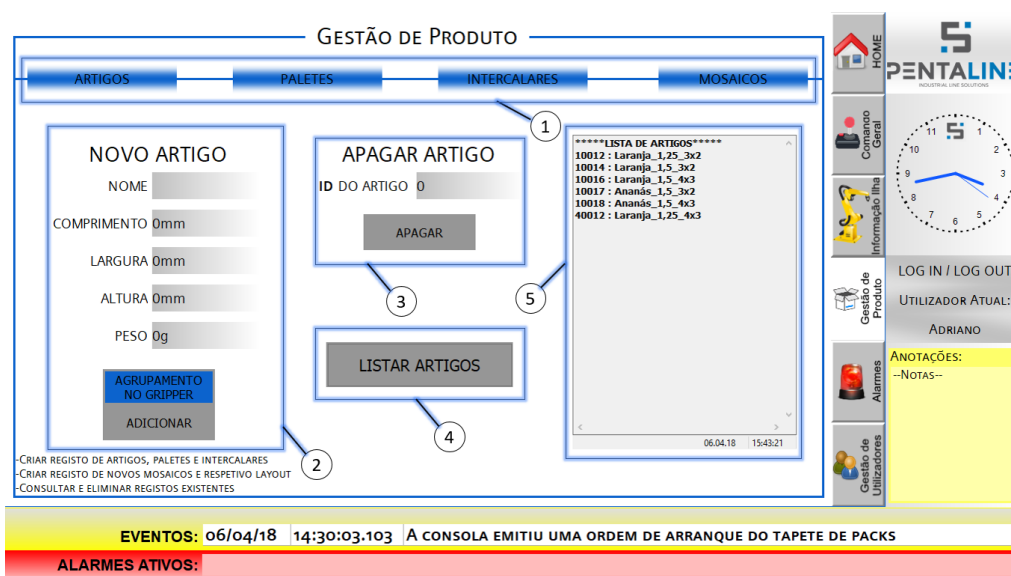 GESTÃO DE PRODUTO
ARTIGOS
PALETES
INTERCALARES
MOSAICOS
1
NOVO ARTIGO
NOME
COMPRIMENTO 0mm
LARGURA 0mm
ALTURA 0mm
PESO 0g
AGRUPAMENTO
NO GRIPPER
ADICIONAR
2
APAGAR ARTIGO
ID DO ARTIGO 0
APAGAR
3
LISTAR ARTIGOS
4
5
*****LISTA DE ARTIGOS*****
10012 : Laranja_1,25_3x2
10014 : Laranja_1,5_3x2
10016 : Laranja_1,5_4x3
10017 : Ananás_1,5_3x2
10018 : Ananás_1,5_4x3
40012 : Laranja_1,25_4x3
06.04.18 15:43:21
-CRIAR REGISTO DE ARTIGOS, PALETES E INTERCALARES
-CRIAR REGISTO DE NOVOS MOSAICOS E RESPETIVO LAYOUT
-CONSULTAR E ELIMINAR REGISTOS EXISTENTES
HOME
Comando
Geral
Informação Ilha
Gestão de
Produto
Alarmes
Gestão de
Utilizadores
PENTALINE
INDUSTRIAL LINE SOLUTIONS
11
1
10
2
9
3
8
4
7
6
5
LOG IN / LOG OUT
UTILIZADOR ATUAL:
ADRIANO
ANOTAÇÕES:
--NOTAS--
EVENTOS: 06/04/18 14:30:03.103 A CONSOLA EMITIU UMA ORDEM DE ARRANQUE DO TAPETE DE PACKS
ALARMES ATIVOS: